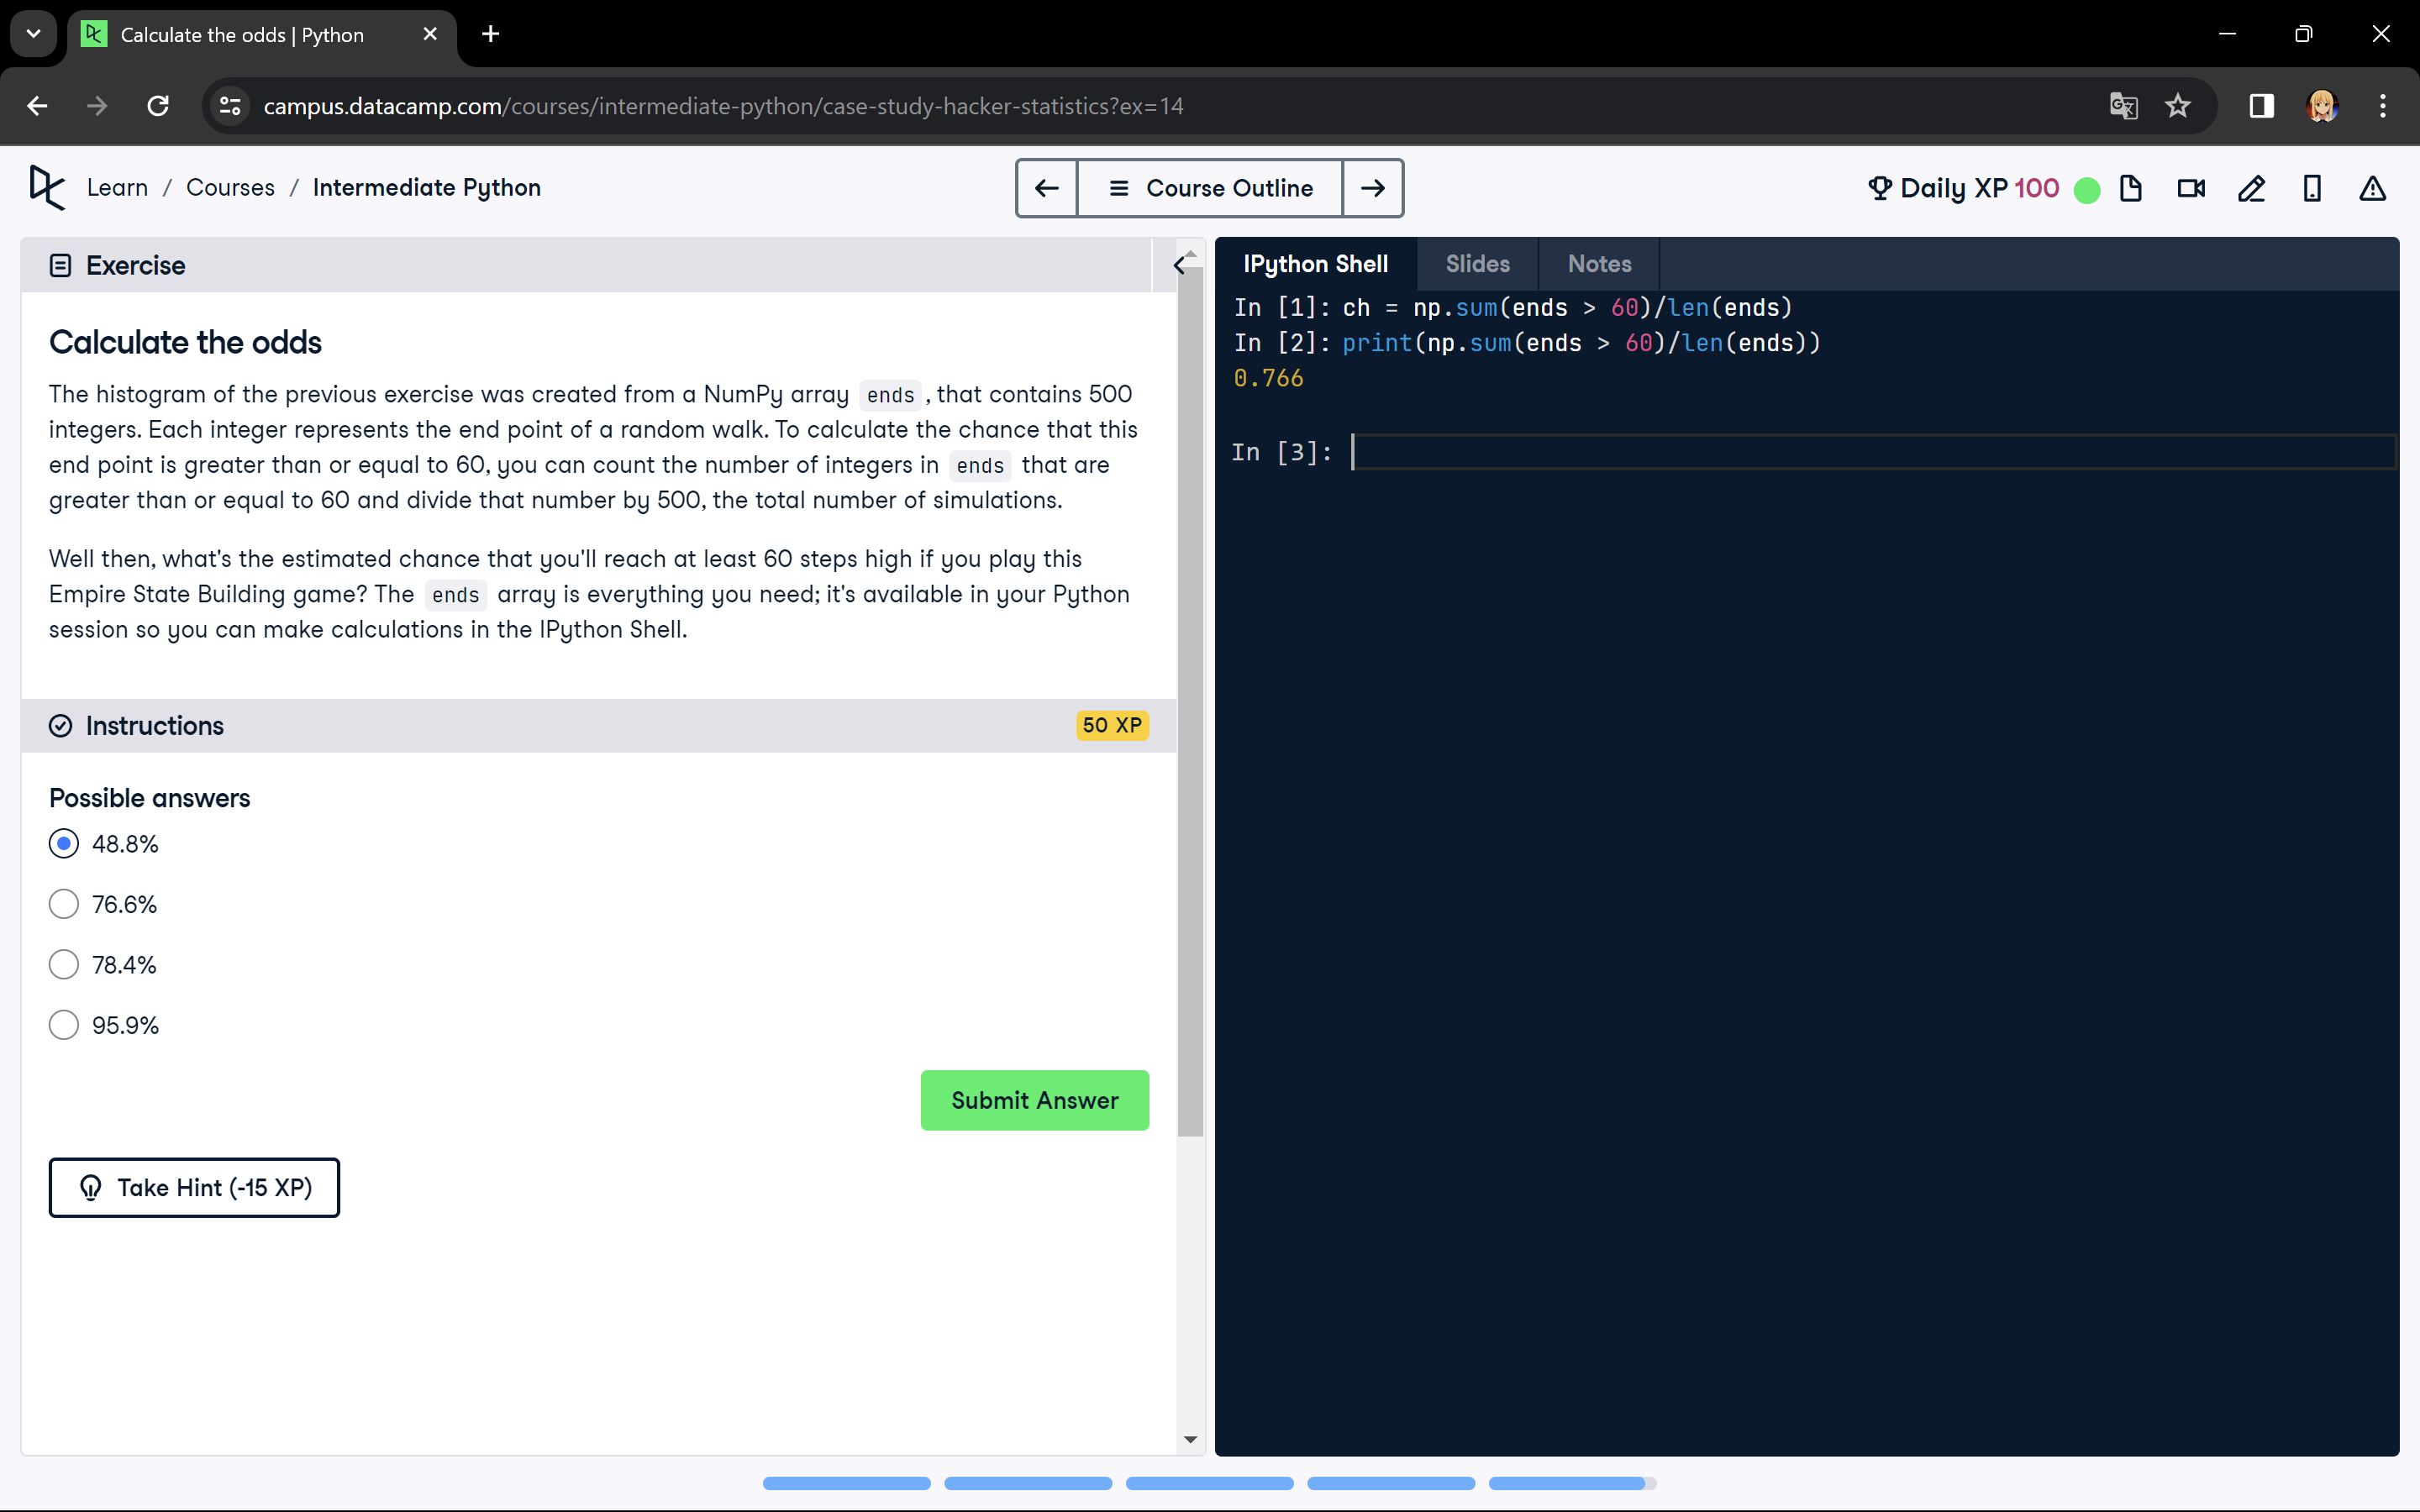 Calculate the odds | Python
campus.datacamp.com/courses/intermediate-python/case-study-hacker-statistics?ex=14
Learn / Courses / Intermediate Python
Course Outline
Daily XP 100
Exercise
Calculate the odds
The histogram of the previous exercise was created from a NumPy array ends, that contains 500
integers. Each integer represents the end point of a random walk. To calculate the chance that this
end point is greater than or equal to 60, you can count the number of integers in ends that are
greater than or equal to 60 and divide that number by 500, the total number of simulations.
Well then, what's the estimated chance that you'll reach at least 60 steps high if you play this
Empire State Building game? The ends array is everything you need; it's available in your Python
session so you can make calculations in the IPython Shell.
Instructions
50 XP
Possible answers
48.8%
76.6%
78.4%
95.9%
Submit Answer
Take Hint (-15 XP)
IPython Shell
Slides
Notes
In [1]: ch = np.sum(ends > 60)/len(ends)
In [2]: print(np.sum(ends > 60)/len(ends))
0.766
In [3]: